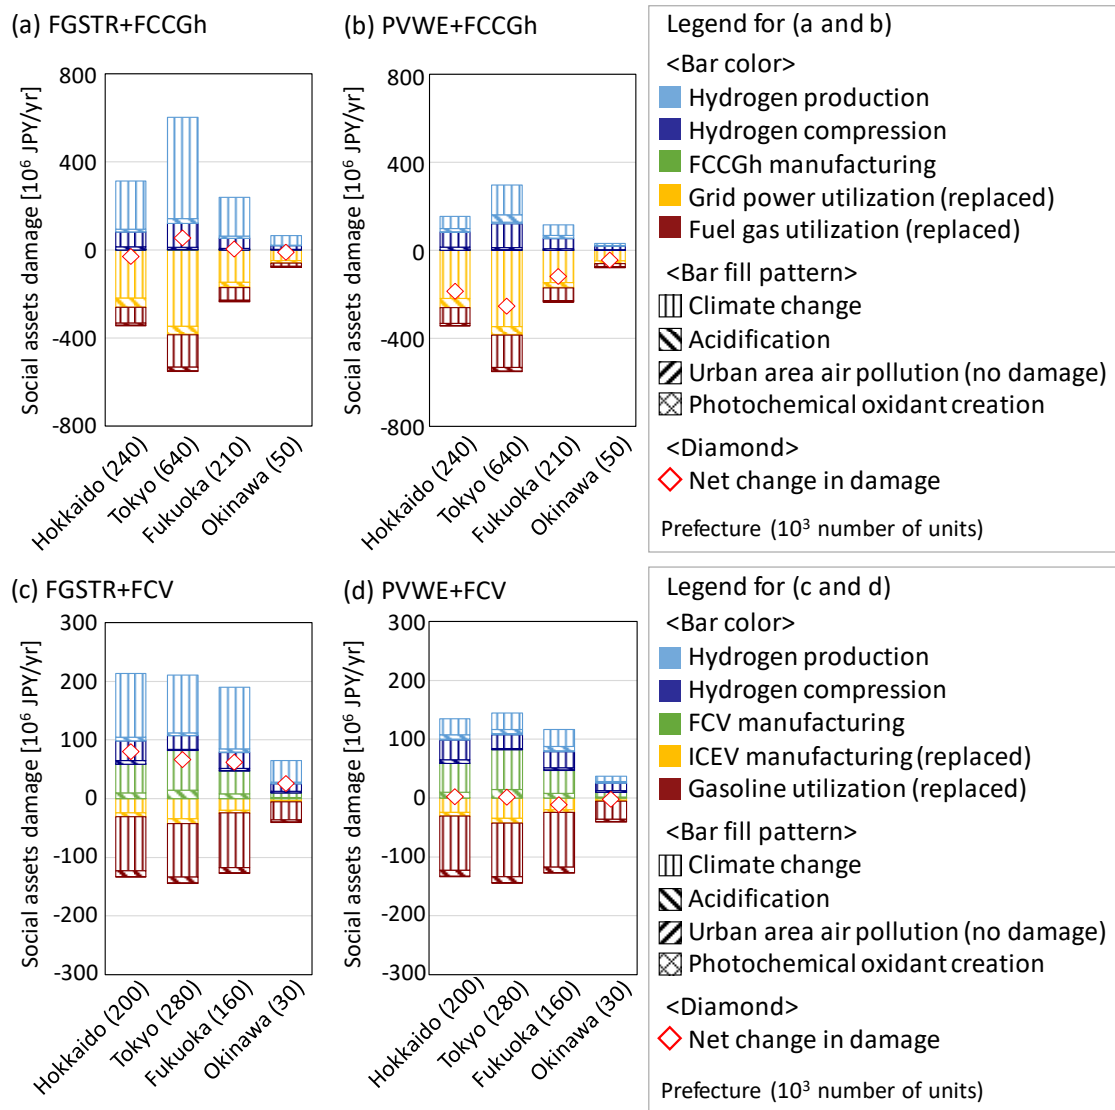 (a) FGSTR+FCCGh
Social assets damage [10⁶ JPY/yr]
800
400
0
-400
-800
Hokkaido (240)
Tokyo (640)
Fukuoka (210)
Okinawa (50)
(b) PVWE+FCCGh
Social assets damage [10⁶ JPY/yr]
800
400
0
-400
-800
Hokkaido (240)
Tokyo (640)
Fukuoka (210)
Okinawa (50)
Legend for (a and b)
<Bar color>
Hydrogen production
Hydrogen compression
FCCGh manufacturing
Grid power utilization (replaced)
Fuel gas utilization (replaced)
<Bar fill pattern>
Climate change
Acidification
Urban area air pollution (no damage)
Photochemical oxidant creation
<Diamond>
Net change in damage
Prefecture (10³ number of units)
(c) FGSTR+FCV
Social assets damage [10⁶ JPY/yr]
300
200
100
0
-100
-200
-300
Hokkaido (200)
Tokyo (280)
Fukuoka (160)
Okinawa (30)
(d) PVWE+FCV
Social assets damage [10⁶ JPY/yr]
300
200
100
0
-100
-200
-300
Hokkaido (200)
Tokyo (280)
Fukuoka (160)
Okinawa (30)
Legend for (c and d)
<Bar color>
Hydrogen production
Hydrogen compression
FCV manufacturing
ICEV manufacturing (replaced)
Gasoline utilization (replaced)
<Bar fill pattern>
Climate change
Acidification
Urban area air pollution (no damage)
Photochemical oxidant creation
<Diamond>
Net change in damage
Prefecture (10³ number of units)